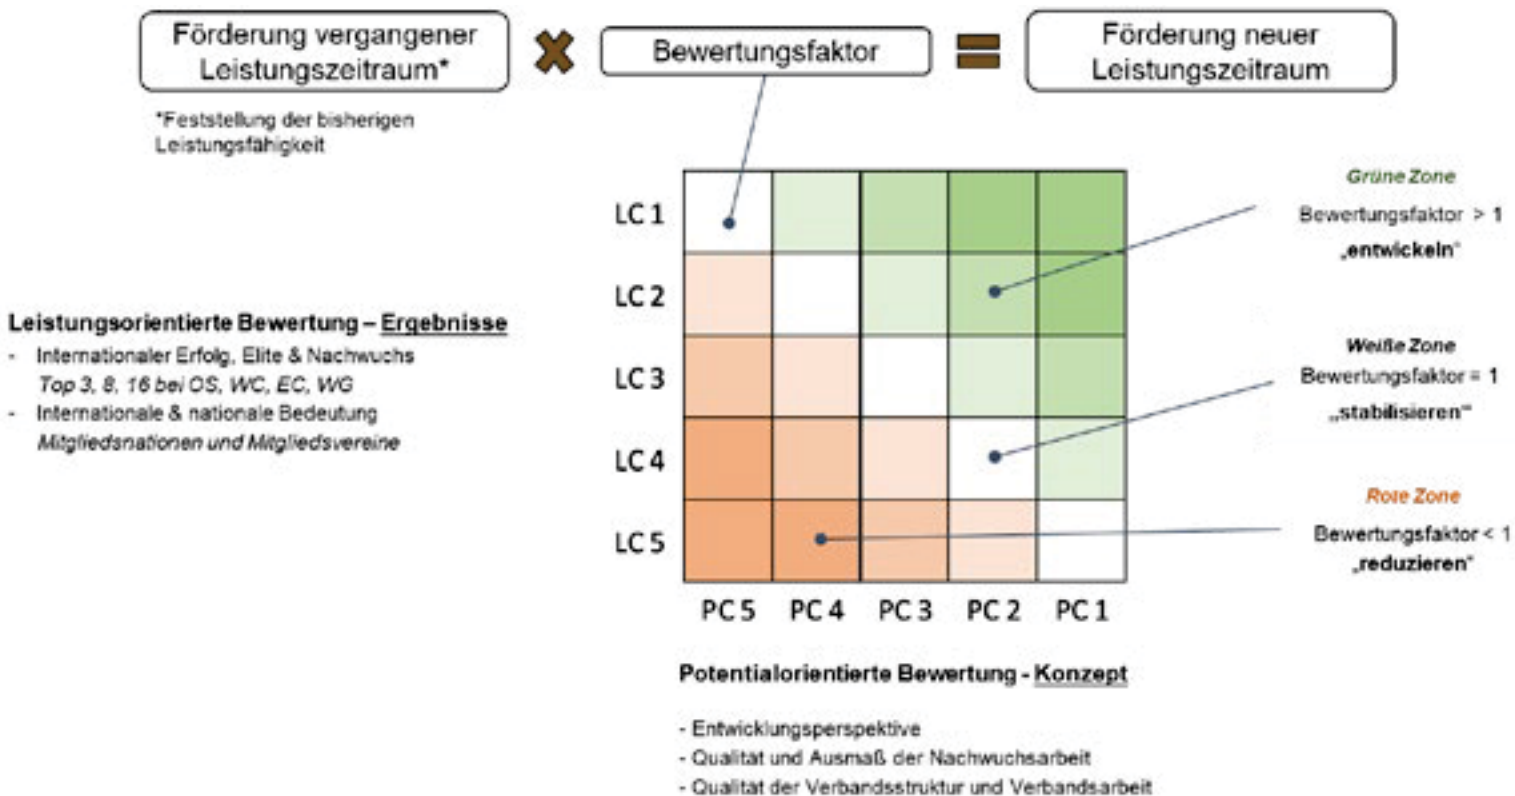 Förderung vergangener
Leistungszeitraum*
Bewertungsfaktor
Förderung neuer
Leistungszeitraum
*Feststellung der bisherigen
Leistungsfähigkeit
LC 1
LC 2
LC 3
LC 4
LC 5
PC 5 PC 4 PC 3 PC 2 PC 1
Grüne Zone
Bewertungsfaktor > 1
„entwickeln“
Weiße Zone
Bewertungsfaktor = 1
„stabilisieren“
Rote Zone
Bewertungsfaktor < 1
„reduzieren“
Leistungsorientierte Bewertung – Ergebnisse
- Internationaler Erfolg, Elite & Nachwuchs
Top 3, 8, 16 bei OS, WC, EC, WG
- Internationale & nationale Bedeutung
Mitgliedsnationen und Mitgliedsvereine
Potentialorientierte Bewertung - Konzept
- Entwicklungsperspektive
- Qualität und Ausmaß der Nachwuchsarbeit
- Qualität der Verbandsstruktur und Verbandsarbeit